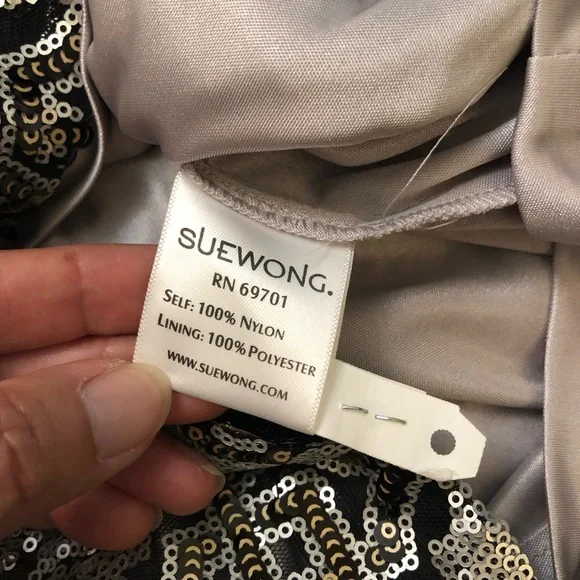 SUEWONG.
RN 69701
SELF: 100% NYLON
LINING: 100% POLYESTER
WWW.SUEWONG.COM